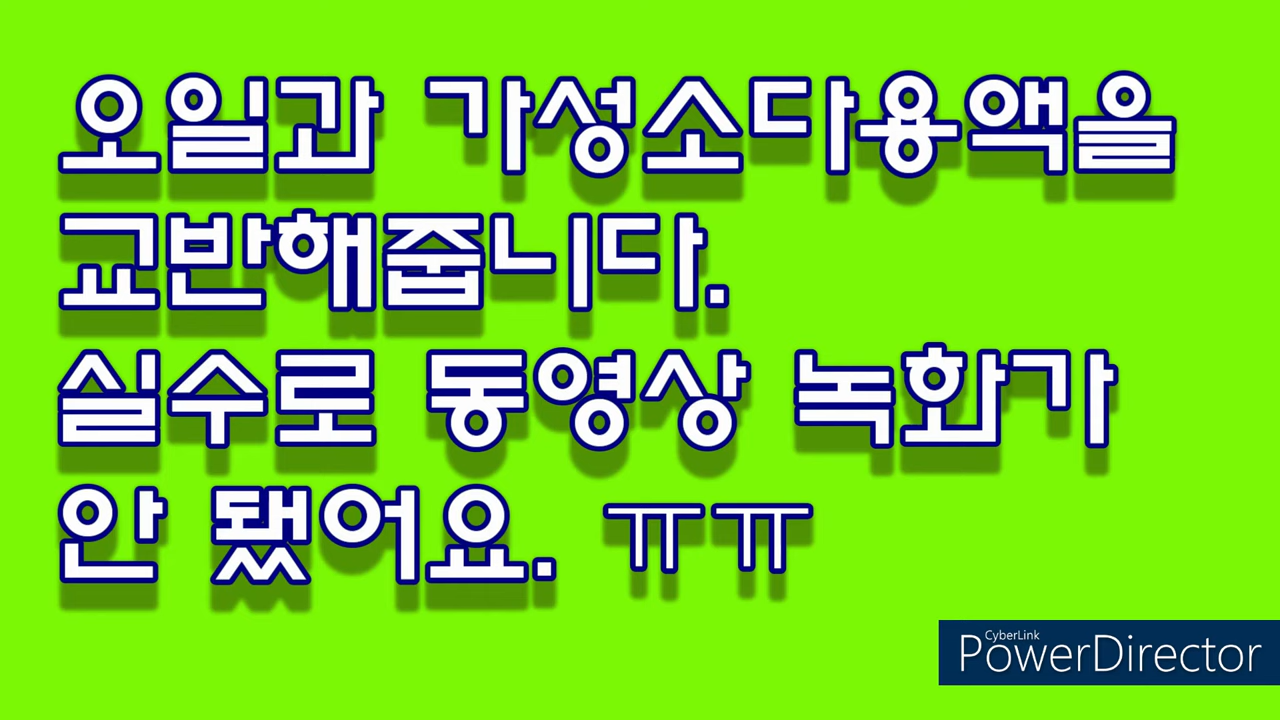 오일과 가성소다용액을
교반해줍니다.
실수로 동영상 녹화가
안 됐어요. ㅠㅠ
CyberLink
PowerDirector